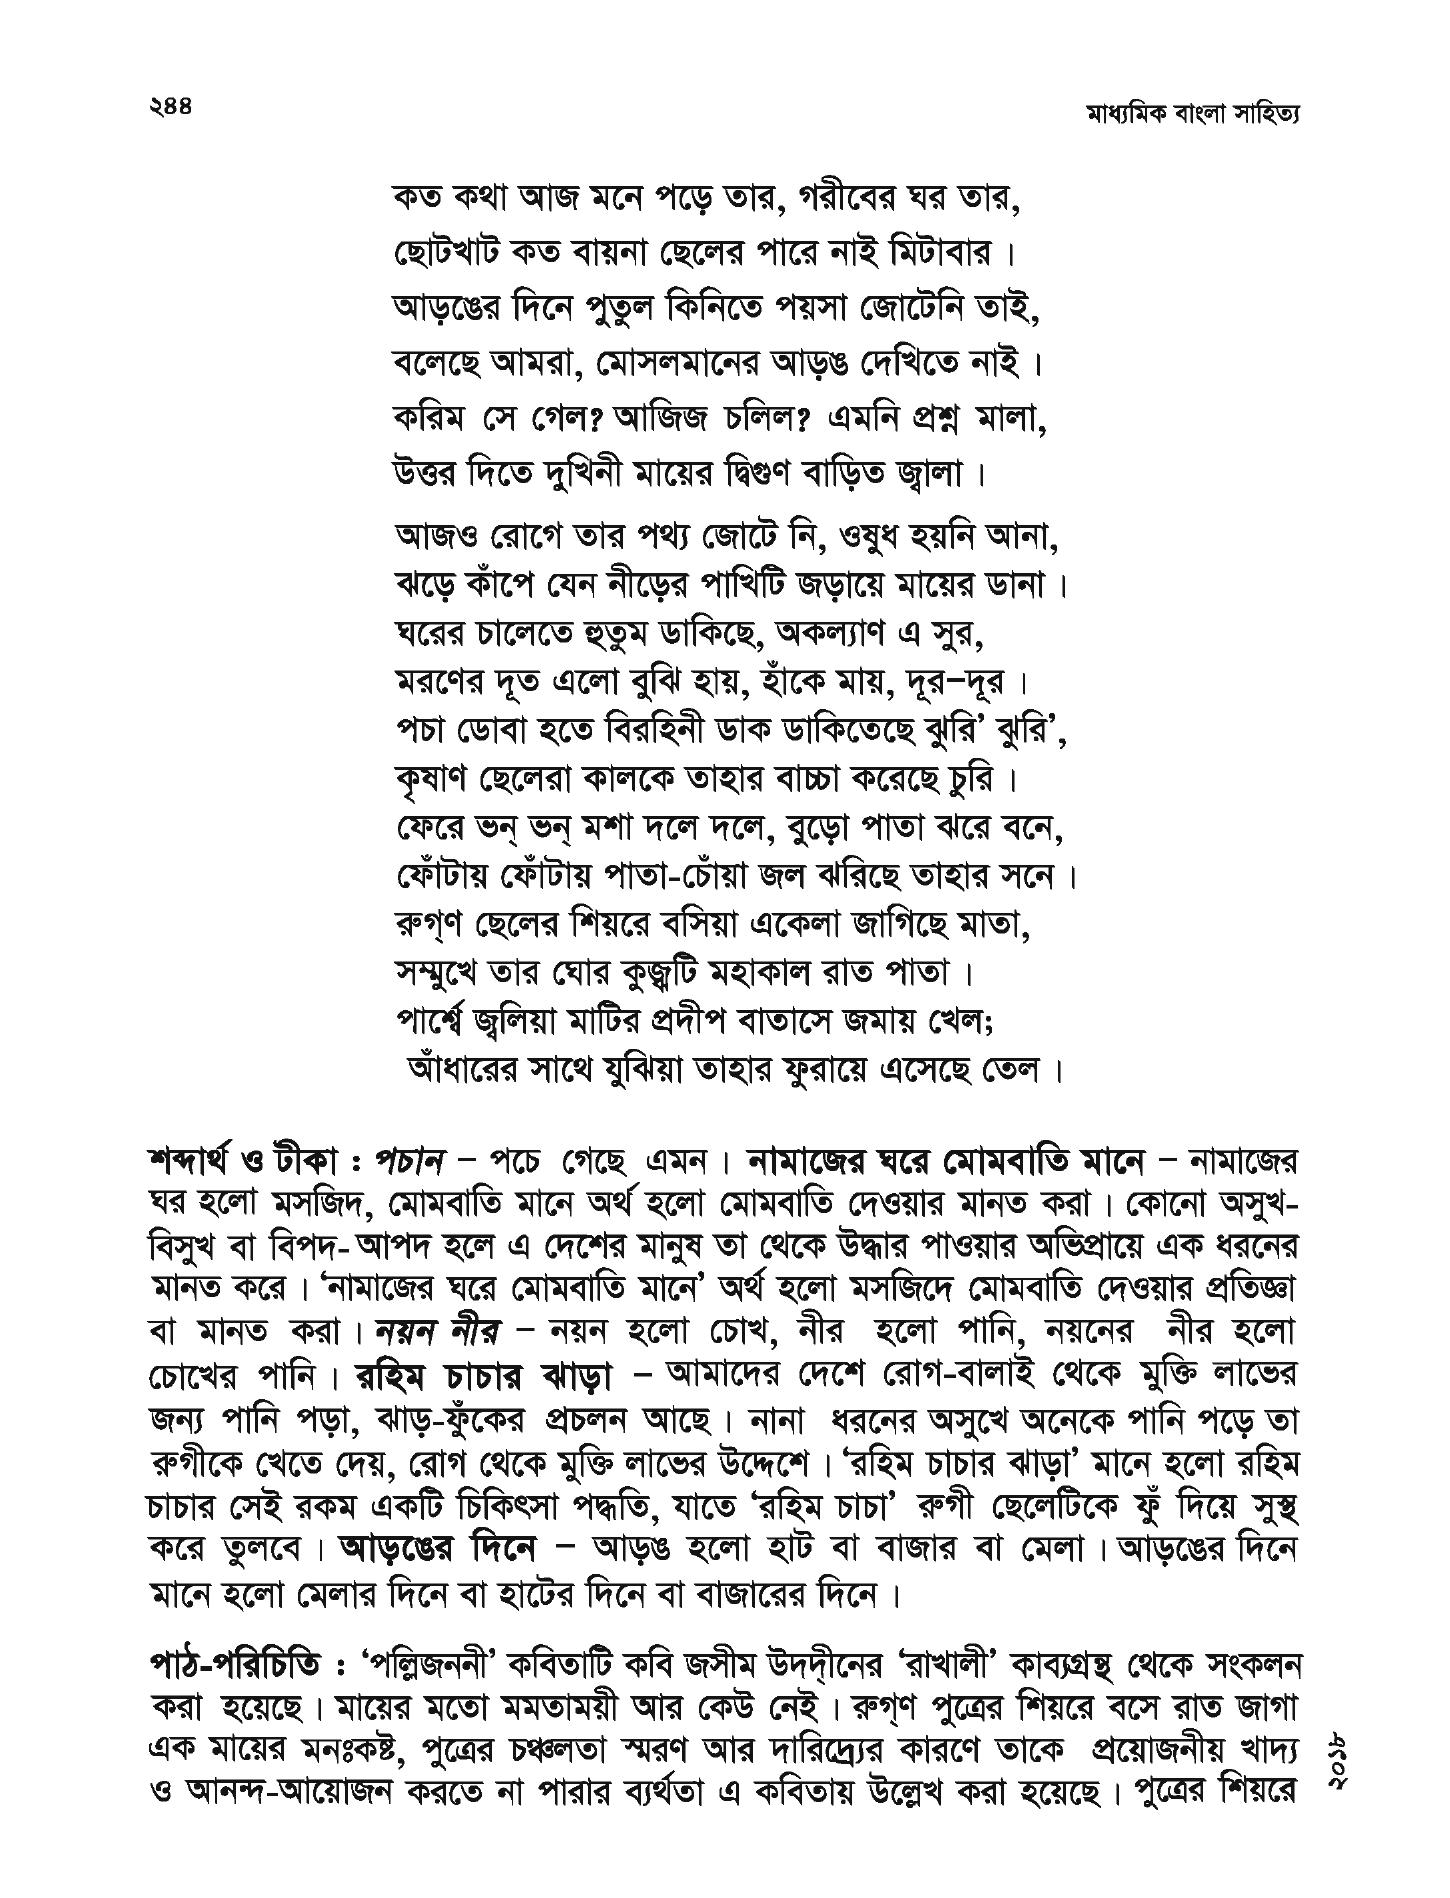 ২৪৪
মাধ্যমিক বাংলা সাহিত্য
কত কথা আজ মনে পড়ে তার, গরীবের ঘর তার,
ছোটখাট কত বায়না ছেলের পারে নাই মিটাবার।
আড়ঙের দিনে পুতুল কিনিতে পয়সা জোটেনি তাই,
বলেছে আমরা, মোসলমানের আড়ঙ দেখিতে নাই।
করিম সে গেল? আজিজ চলিল? এমনি প্রশ্ন মালা,
উত্তর দিতে দুখিনী মায়ের দ্বিগুণ বাড়িত জ্বালা।
আজও রোগে তার পথ্য জোটে নি, ওষুধ হয়নি আনা,
ঝড়ে কাঁপে যেন নীড়ের পাখিটি জড়ায়ে মায়ের ডানা।
ঘরের চালেতে হুতুম ডাকিছে, অকল্যাণ এ সুর,
মরণের দূত এলো বুঝি হায়, হাঁকে মায়, দূর–দূর।
পচা ডোবা হতে বিরহিনী ডাক ডাকিতেছে ঝুরি’ ঝুরি’,
কৃষাণ ছেলেরা কালকে তাহার বাচ্চা করেছে চুরি।
ফেরে ভন্ ভন্ মশা দলে দলে, বুড়ো পাতা ঝরে বনে,
ফোঁটায় ফোঁটায় পাতা-চোঁয়া জল ঝরিছে তাহার সনে।
রুগ্ণ ছেলের শিয়রে বসিয়া একেলা জাগিছে মাতা,
সম্মুখে তার ঘোর কুজ্ঝটি মহাকাল রাত পাতা।
পার্শ্বে জ্বলিয়া মাটির প্রদীপ বাতাসে জমায় খেল;
আঁধারের সাথে যুঝিয়া তাহার ফুরায়ে এসেছে তেল।
শব্দার্থ ও টীকা : পচান – পচে গেছে এমন। নামাজের ঘরে মোমবাতি মানে – নামাজের
ঘর হলো মসজিদ, মোমবাতি মানে অর্থ হলো মোমবাতি দেওয়ার মানত করা। কোনো অসুখ-
বিসুখ বা বিপদ-আপদ হলে এ দেশের মানুষ তা থেকে উদ্ধার পাওয়ার অভিপ্রায়ে এক ধরনের
মানত করে। ‘নামাজের ঘরে মোমবাতি মানে’ অর্থ হলো মসজিদে মোমবাতি দেওয়ার প্রতিজ্ঞা
বা মানত করা। নয়ন নীর – নয়ন হলো চোখ, নীর হলো পানি, নয়নের নীর হলো
চোখের পানি। রহিম চাচার ঝাড়া – আমাদের দেশে রোগ-বালাই থেকে মুক্তি লাভের
জন্য পানি পড়া, ঝাড়-ফুঁকের প্রচলন আছে। নানা ধরনের অসুখে অনেকে পানি পড়ে তা
রুগীকে খেতে দেয়, রোগ থেকে মুক্তি লাভের উদ্দেশে। ‘রহিম চাচার ঝাড়া’ মানে হলো রহিম
চাচার সেই রকম একটি চিকিৎসা পদ্ধতি, যাতে ‘রহিম চাচা’ রুগী ছেলেটিকে ফুঁ দিয়ে সুস্থ
করে তুলবে। আড়ঙের দিনে – আড়ঙ হলো হাট বা বাজার বা মেলা। আড়ঙের দিনে
মানে হলো মেলার দিনে বা হাটের দিনে বা বাজারের দিনে।
পাঠ-পরিচিতি : ‘পল্লিজননী’ কবিতাটি কবি জসীম উদ্‌দীনের ‘রাখালী’ কাব্যগ্রন্থ থেকে সংকলন
করা হয়েছে। মায়ের মতো মমতাময়ী আর কেউ নেই। রুগ্ণ পুত্রের শিয়রে বসে রাত জাগা
এক মায়ের মনঃকষ্ট, পুত্রের চঞ্চলতা স্মরণ আর দারিদ্র্যের কারণে তাকে প্রয়োজনীয় খাদ্য
ও আনন্দ-আয়োজন করতে না পারার ব্যর্থতা এ কবিতায় উল্লেখ করা হয়েছে। পুত্রের শিয়রে
২০১৮